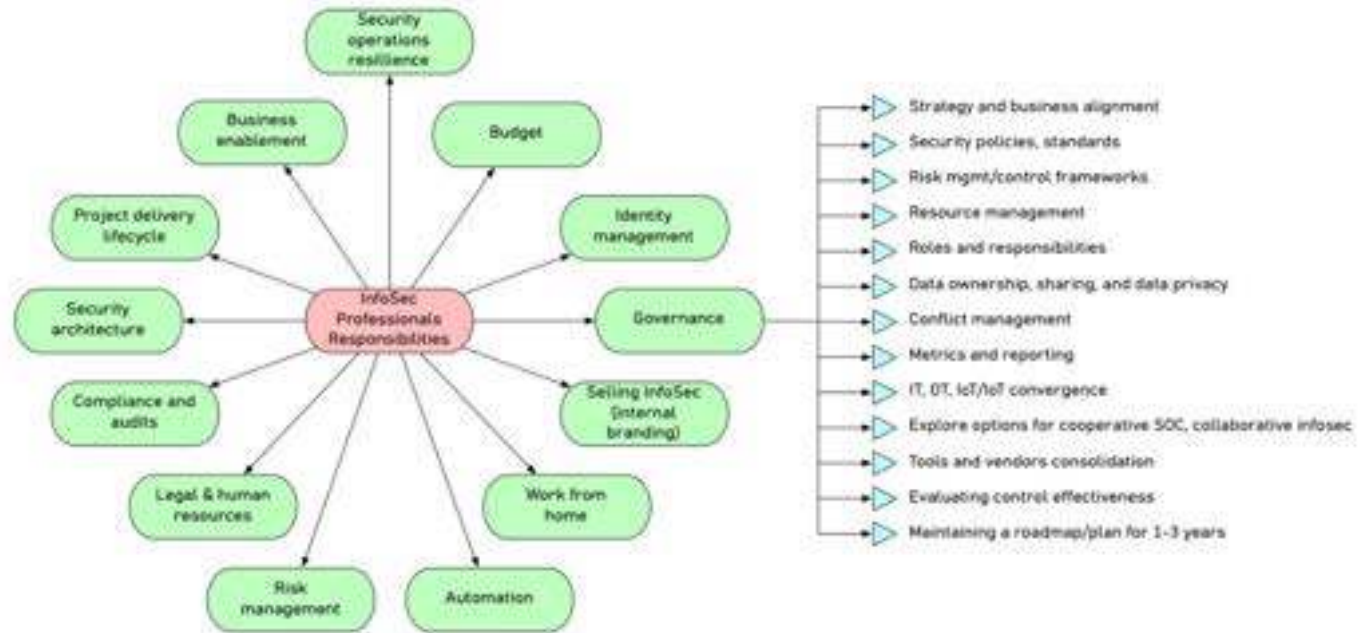 Security
operations
resillience
Business
enablement
Budget
Project delivery
lifecycle
Identity
management
Security
architecture
InfoSec
Professionals
Responsibilities
Governance
Compliance and
audits
Selling InfoSec
(internal
branding)
Legal & human
resources
Work from
home
Risk
management
Automation
Strategy and business alignment
Security policies, standards
Risk mgmt/control frameworks
Resource management
Roles and responsibilities
Data ownership, sharing, and data privacy
Conflict management
Metrics and reporting
IT, OT, IoT/IoT convergence
Explore options for cooperative SOC, collaborative infosec
Tools and vendors consolidation
Evaluating control effectiveness
Maintaining a roadmap/plan for 1-3 years